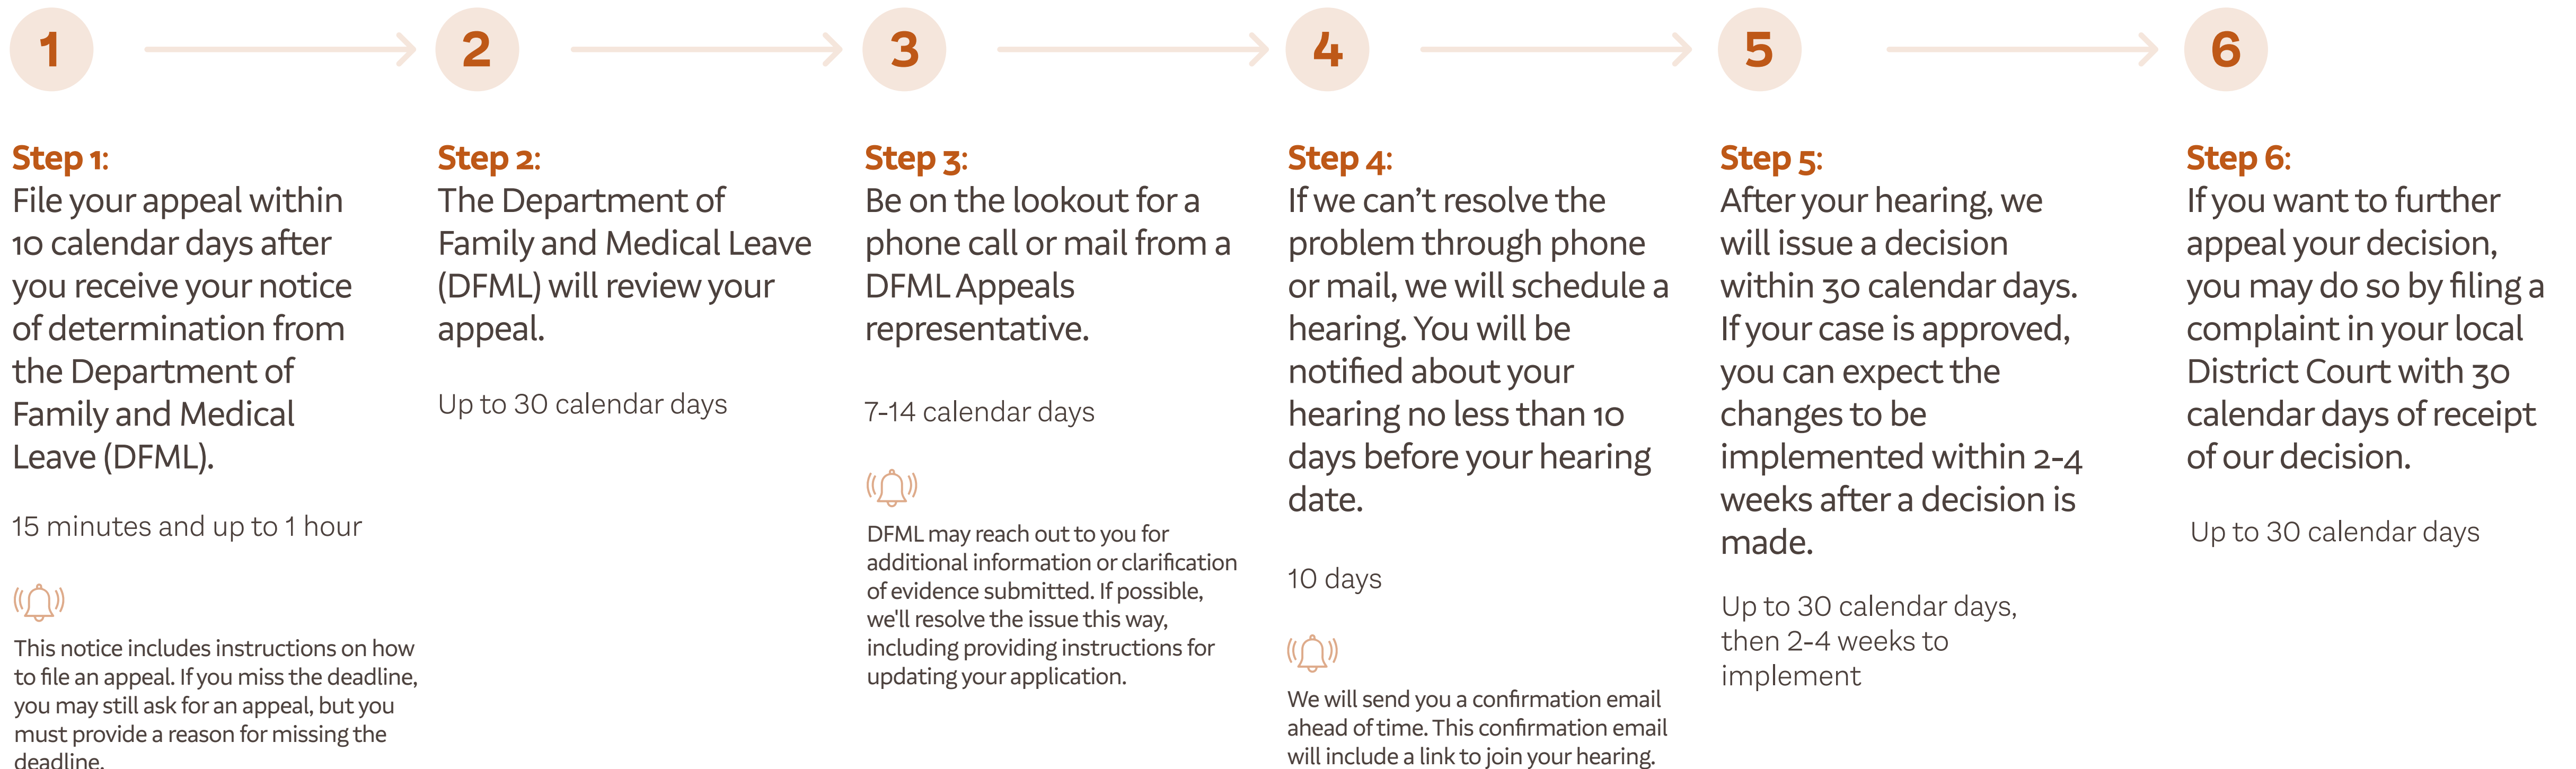 1
2
3
4
5
6
Step 1:
File your appeal within
10 calendar days after
you receive your notice
of determination from
the Department of
Family and Medical
Leave (DFML).
15 minutes and up to 1 hour
This notice includes instructions on how
to file an appeal. If you miss the deadline,
you may still ask for an appeal, but you
must provide a reason for missing the
deadline.
Step 2:
The Department of
Family and Medical Leave
(DFML) will review your
appeal.
Up to 30 calendar days
Step 3:
Be on the lookout for a
phone call or mail from a
DFML Appeals
representative.
7-14 calendar days
DFML may reach out to you for
additional information or clarification
of evidence submitted. If possible,
we'll resolve the issue this way,
including providing instructions for
updating your application.
Step 4:
If we can’t resolve the
problem through phone
or mail, we will schedule a
hearing. You will be
notified about your
hearing no less than 10
days before your hearing
date.
10 days
We will send you a confirmation email
ahead of time. This confirmation email
will include a link to join your hearing.
Step 5:
After your hearing, we
will issue a decision
within 30 calendar days.
If your case is approved,
you can expect the
changes to be
implemented within 2-4
weeks after a decision is
made.
Up to 30 calendar days,
then 2-4 weeks to
implement
Step 6:
If you want to further
appeal your decision,
you may do so by filing a
complaint in your local
District Court with 30
calendar days of receipt
of our decision.
Up to 30 calendar days